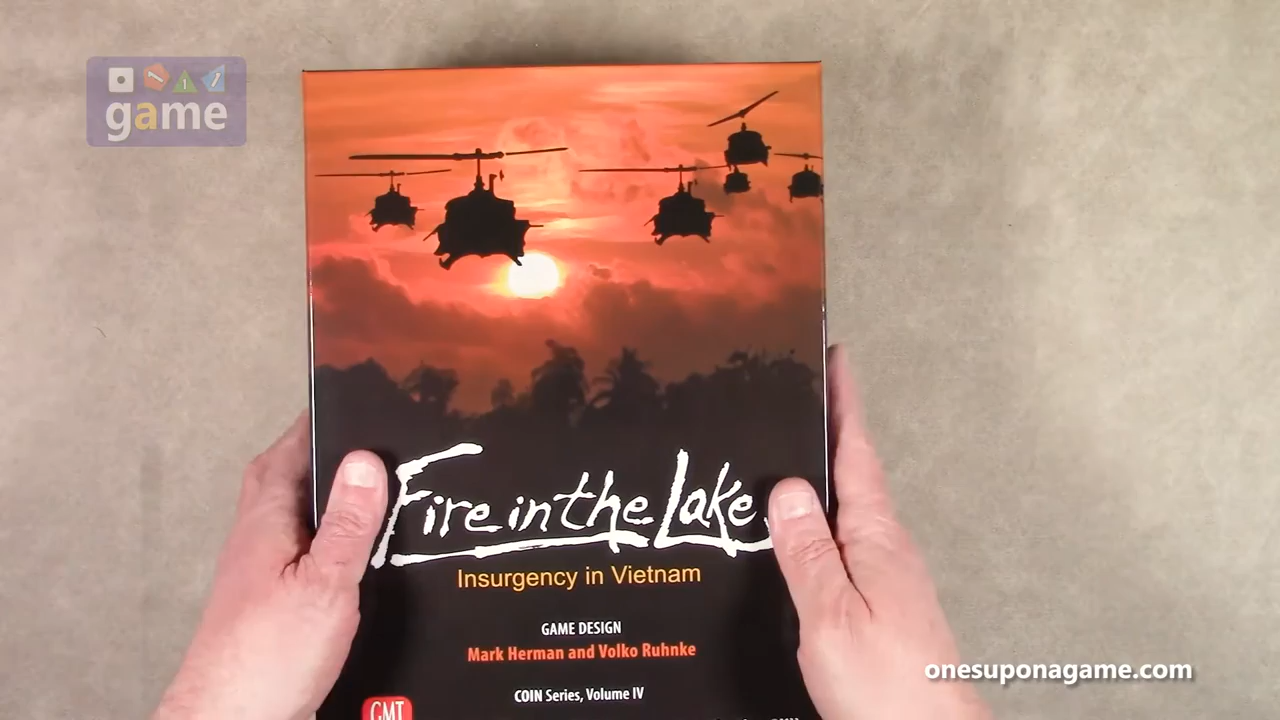 game
Fire in the Lake
Insurgency in Vietnam
GAME DESIGN
Mark Herman and Volko Ruhnke
COIN Series, Volume IV
GMT
onesuponagame.com